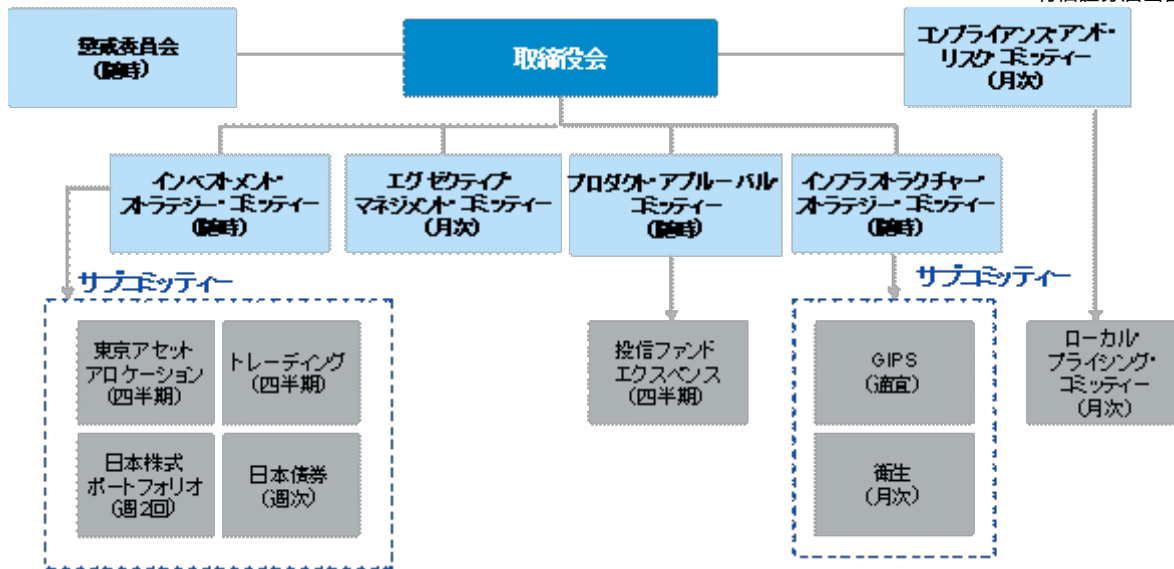 懲戒委員会
(臨時)
取締役会
コンプライアンス・アンド・
リスク・コミッティー
(月次)
インベストメント・
ストラテジー・コミッティー
(臨時)
エグゼクティブ・
マネジメント・コミッティー
(月次)
プロダクト・アプルーバル・
コミッティー
(臨時)
インフラストラクチャー・
ストラテジー・コミッティー
(臨時)
サブコミッティー
サブコミッティー
東京アセット
アロケーション
(四半期)
トレーディング
(四半期)
投信ファンド
エクスペンス
(四半期)
GIPS
(適宜)
ローカル・
プライシング・
コミッティー
(月次)
日本株式
ポートフォリオ
(週2回)
日本債券
(週次)
衛生
(月次)